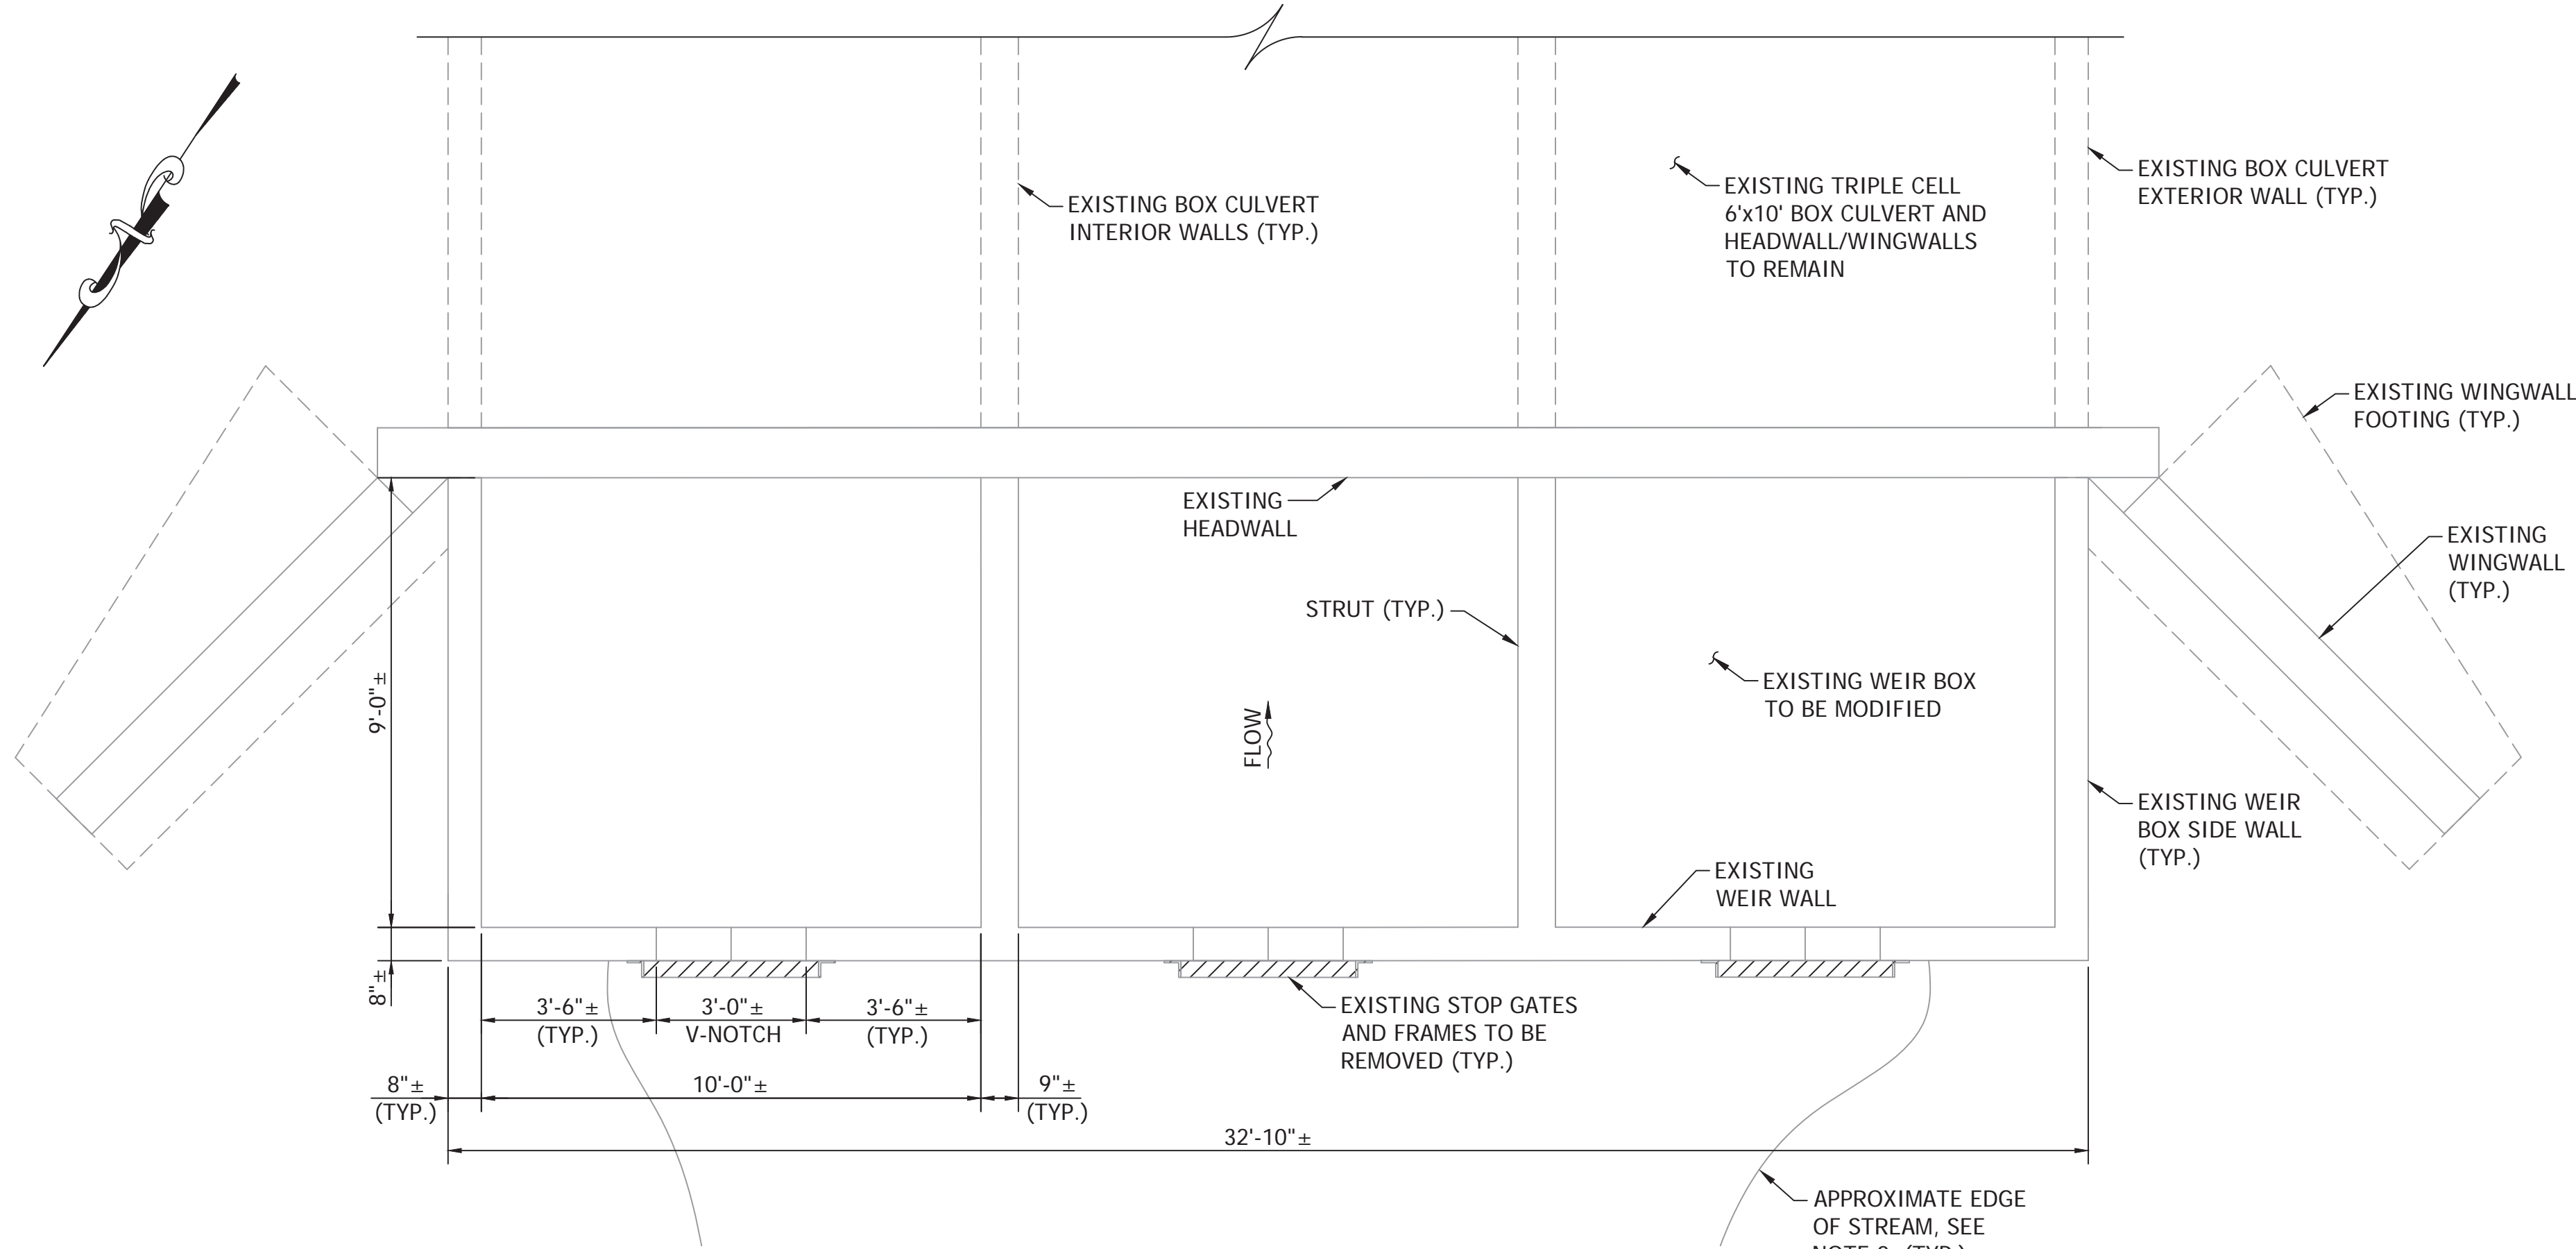 EXISTING BOX CULVERT
INTERIOR WALLS (TYP.)
EXISTING TRIPLE CELL
6'x10' BOX CULVERT AND
HEADWALL/WINGWALLS
TO REMAIN
EXISTING BOX CULVERT
EXTERIOR WALL (TYP.)
EXISTING WINGWALL
FOOTING (TYP.)
EXISTING
HEADWALL
EXISTING
WINGWALL
(TYP.)
STRUT (TYP.)
EXISTING WEIR BOX
TO BE MODIFIED
9'-0"±
FLOW
EXISTING WEIR
BOX SIDE WALL
(TYP.)
EXISTING
WEIR WALL
8"±
3'-6"±
(TYP.)
3'-0"±
V-NOTCH
3'-6"±
(TYP.)
EXISTING STOP GATES
AND FRAMES TO BE
REMOVED (TYP.)
8"±
(TYP.)
10'-0"±
9"±
(TYP.)
32'-10"±
APPROXIMATE EDGE
OF STREAM, SEE
NOTE (TYP.)